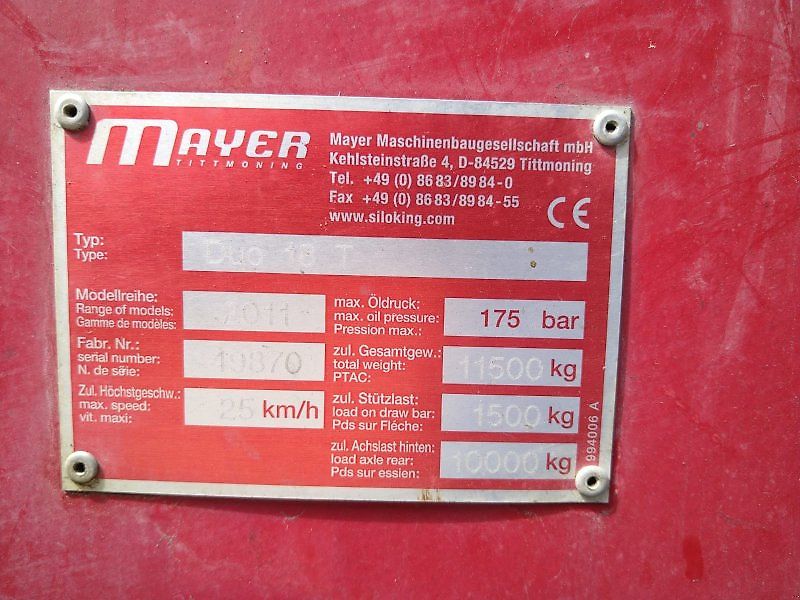 MAYER
TITTMONING
Mayer Maschinenbaugesellschaft mbH
Kehlsteinstraße 4, D-84529 Tittmoning
Tel. +49 (0) 86 83/89 84-0
Fax +49 (0) 86 83/89 84-55
www.siloking.com
CE
Typ:
Type:
Duo 18 T
Modellreihe:
Range of models:
Gamme de modèles:
2011
Fabr. Nr.:
serial number:
N. de série:
19870
Zul. Höchstgeschw.:
max. speed:
vit. maxi:
25 km/h
max. Öldruck:
max. oil pressure:
Pression max.:
175 bar
zul. Gesamtgew.:
total weight:
PTAC:
11500 kg
zul. Stützlast:
load on draw bar:
Pds sur Fléche:
1500 kg
zul. Achslast hinten:
load axle rear:
Pds sur essien:
10000 kg
994006 A